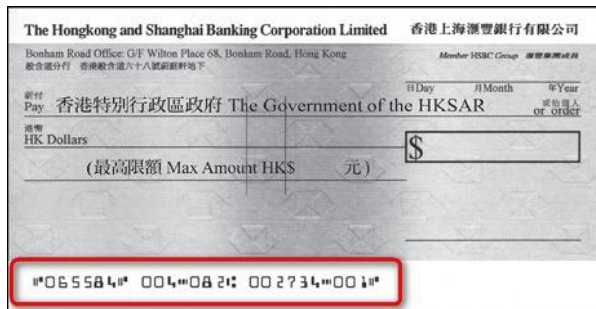 The Hongkong and Shanghai Banking Corporation Limited 香港上海滙豐銀行有限公司
Bonham Road Office: G/F Wilton Place 68, Bonham Road, Hong Kong Member HSBC Group 滙豐集團成員
般含道分行 香港般含道六十八號蔚庭軒地下
日Day 月Month 年Year
祈付
Pay 香港特別行政區政府 The Government of the HKSAR 或抬頭人
or order
港幣
HK Dollars
$
(最高限額 Max Amount HK$ 元)
⑈065584⑈ 004⑉082⑆ 002734⑉001⑈